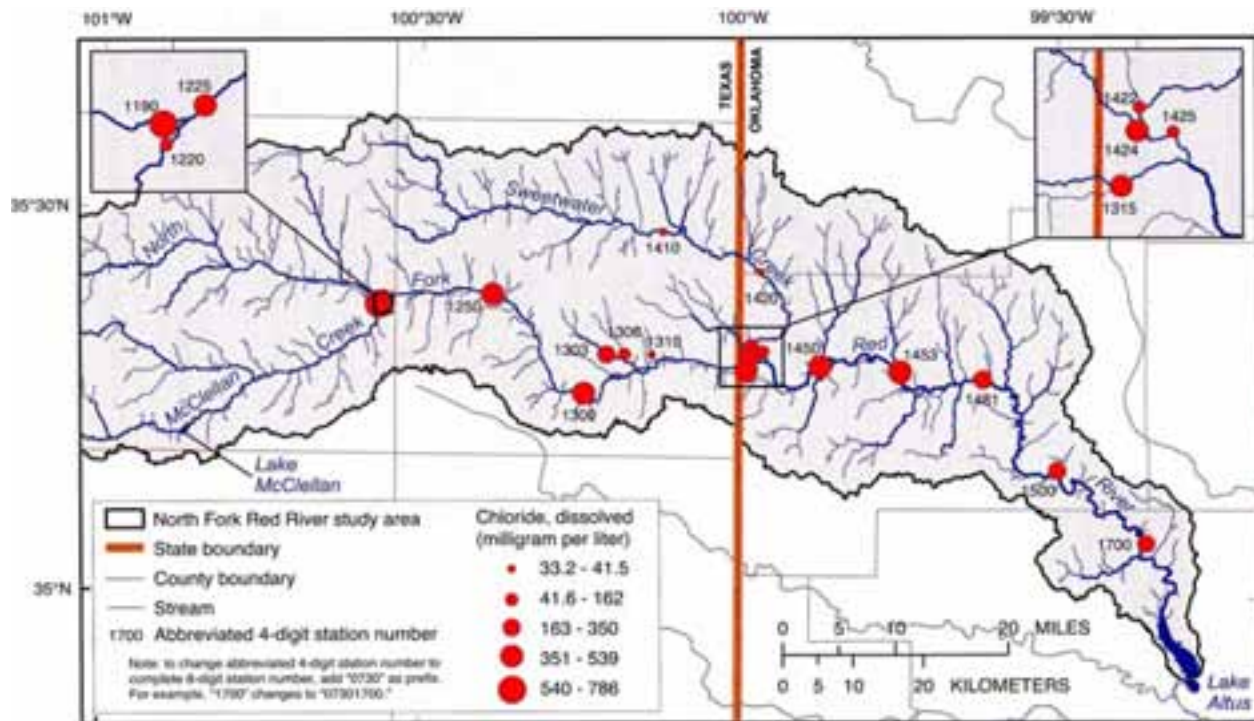 101°W
100°30'W
100°W
99°30'W
35°30'N
35°N
TEXAS
OKLAHOMA
1190
1225
1220
1422
1425
1424
1315
North
Fork
Sweetwater
Creek
McClellan
Creek
Red
River
1410
1420
1250
1303
1310
1450
1453
1481
1500
1700
Lake
McClellan
Lake
Altus
North Fork Red River study area
State boundary
County boundary
Stream
1700 Abbreviated 4-digit station number
Note: to change abbreviated 4-digit station number to
complete 8-digit station number, add "0730" as prefix.
For example, "1700" changes to "07301700."
Chloride, dissolved
(milligram per liter)
33.2 - 41.5
41.6 - 162
163 - 350
351 - 539
540 - 786
0 5 10 20 MILES
0 5 10 20 KILOMETERS